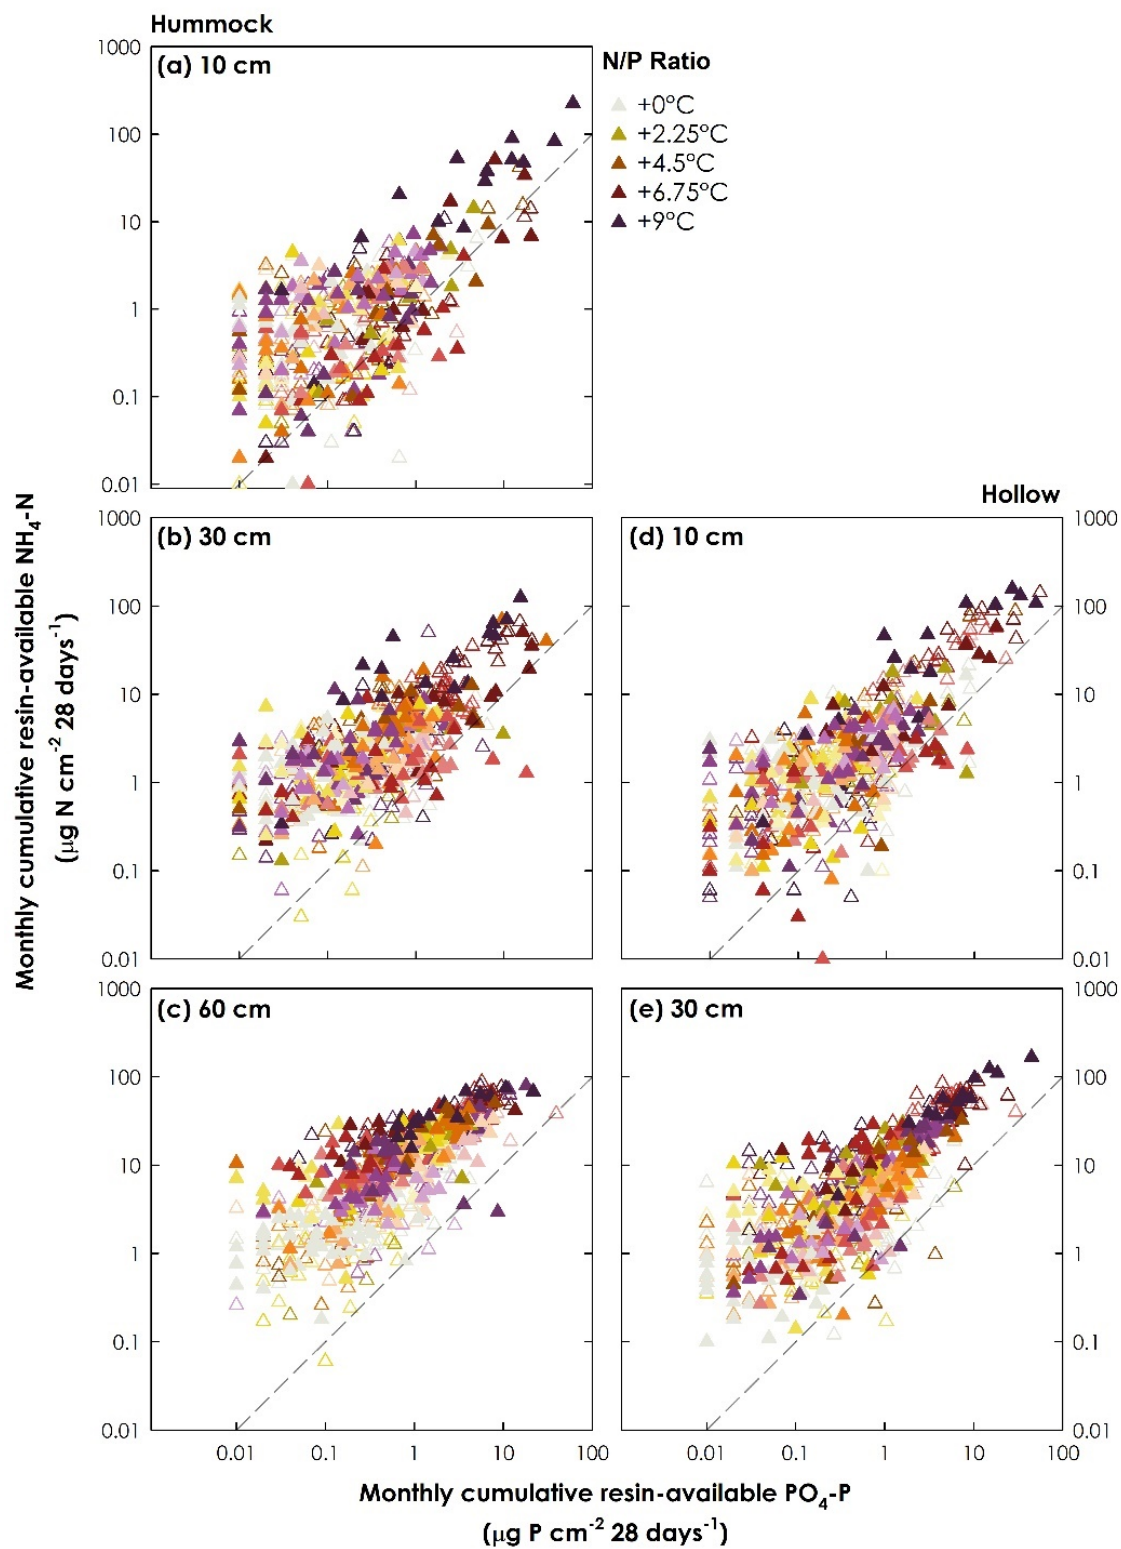 Hummock
(a) 10 cm
1000
100
10
1
0.1
0.01
N/P Ratio
+0°C
+2.25°C
+4.5°C
+6.75°C
+9°C
Hollow
(b) 30 cm
1000
100
10
1
0.1
0.01
(d) 10 cm
1000
100
10
1
0.1
0.01
(c) 60 cm
1000
100
10
1
0.1
0.01
(e) 30 cm
1000
100
10
1
0.1
0.01
0.01 0.1 1 10 100
0.01 0.1 1 10 100
Monthly cumulative resin-available NH₄-N
(μg N cm⁻² 28 days⁻¹)
Monthly cumulative resin-available PO₄-P
(μg P cm⁻² 28 days⁻¹)